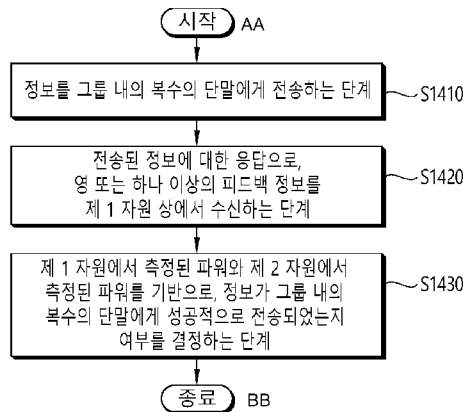 시작 AA
정보를 그룹 내의 복수의 단말에게 전송하는 단계 S1410
전송된 정보에 대한 응답으로,
영 또는 하나 이상의 피드백 정보를
제 1 자원 상에서 수신하는 단계
S1420
제 1 자원에서 측정된 파워와 제 2 자원에서
측정된 파워를 기반으로, 정보가 그룹 내의
복수의 단말에게 성공적으로 전송되었는지
여부를 결정하는 단계
S1430
종료 BB